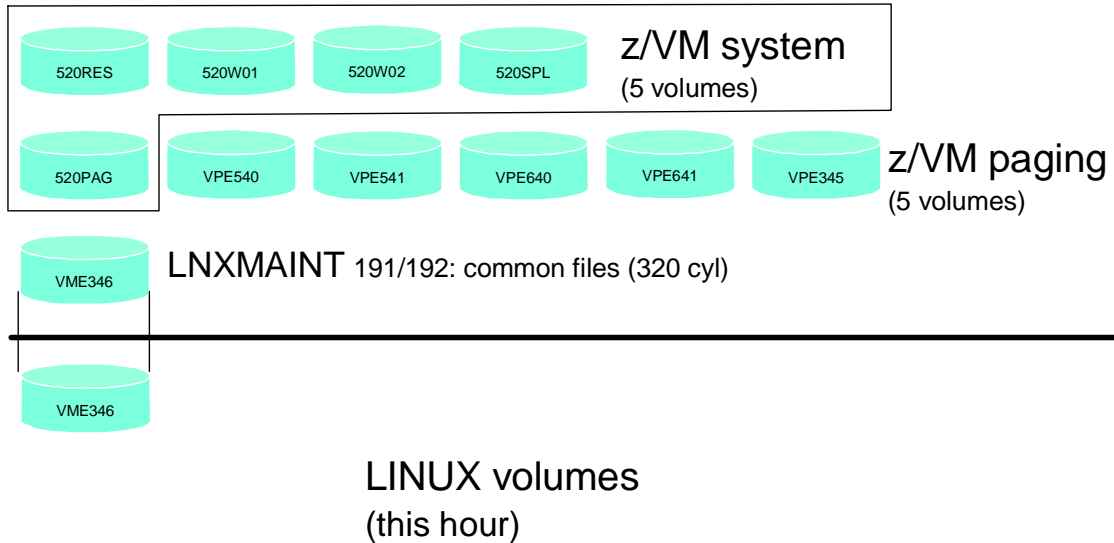 520RES
520W01
520W02
520SPL
z/VM system
(5 volumes)
520PAG
VPE540
VPE541
VPE640
VPE641
VPE345
z/VM paging
(5 volumes)
VME346
LNXMAINT 191/192: common files (320 cyl)
VME346
LINUX volumes
(this hour)